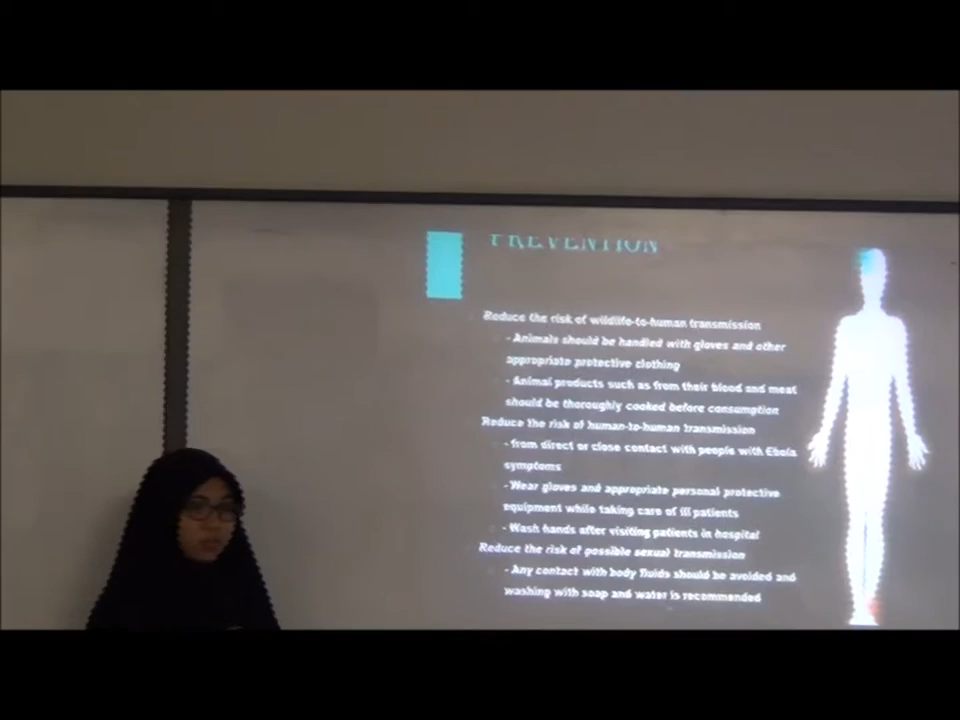 PREVENTION
Reduce the risk of wildlife-to-human transmission
- Animals should be handled with gloves and other
appropriate protective clothing
- Animal products such as from their blood and meat
should be thoroughly cooked before consumption
Reduce the risk of human-to-human transmission
- from direct or close contact with people with Ebola
symptoms
- Wear gloves and appropriate personal protective
equipment while taking care of ill patients
- Wash hands after visiting patients in hospital
Reduce the risk of possible sexual transmission
- Any contact with body fluids should be avoided and
washing with soap and water is recommended